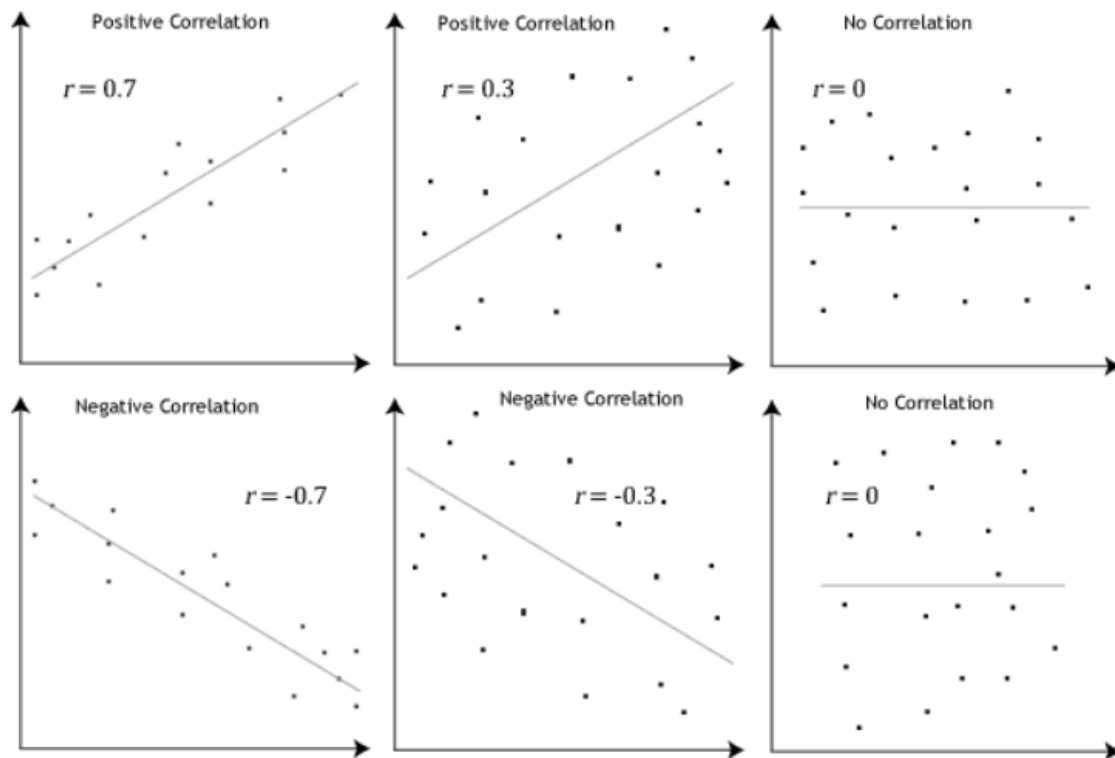 Positive Correlation
r = 0.7
Positive Correlation
r = 0.3
No Correlation
r = 0
Negative Correlation
r = -0.7
Negative Correlation
r = -0.3
No Correlation
r = 0